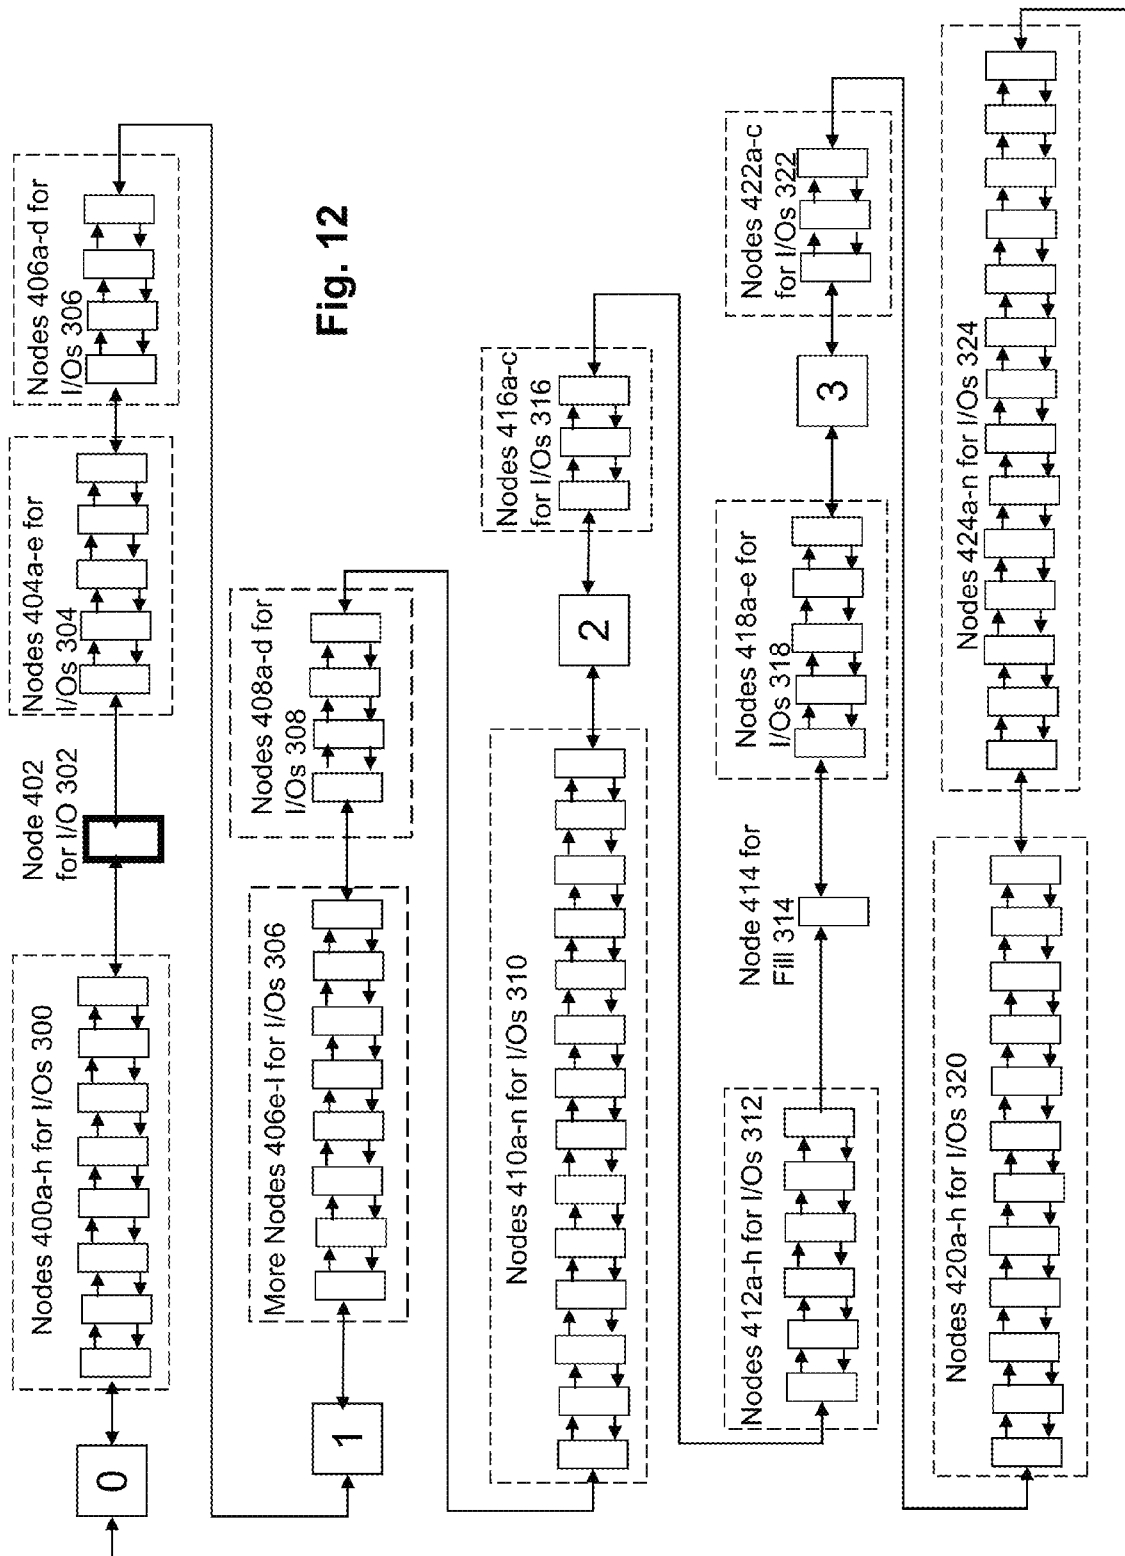 0
Nodes 400a-h for I/Os 300
Node 402
for I/O 302
Nodes 404a-e for
I/Os 304
Nodes 406a-d for
I/Os 306
1
More Nodes 406e-l for I/Os 306
Nodes 408a-d for
I/Os 308
Fig. 12
Nodes 410a-n for I/Os 310
2
Nodes 416a-c
for I/Os 316
Nodes 412a-h for I/Os 312
Node 414 for
Fill 314
Nodes 418a-e for
I/Os 318
3
Nodes 422a-c
for I/Os 322
Nodes 420a-h for I/Os 320
Nodes 424a-n for I/Os 324